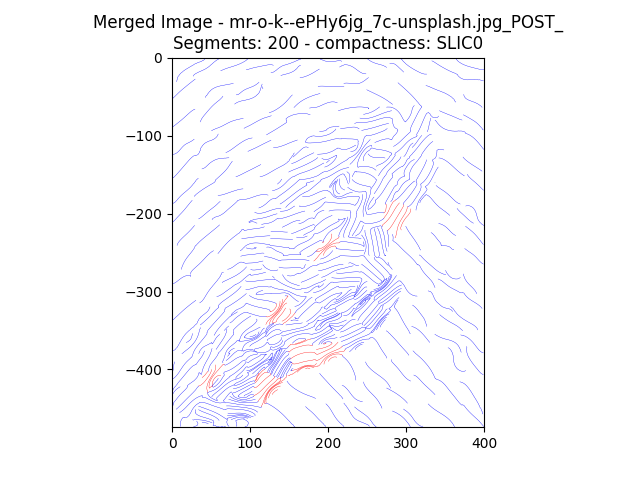 Merged Image - mr-o-k--ePHy6jg_7c-unsplash.jpg_POST_
Segments: 200 - compactness: SLIC0
0
−100
−200
−300
−400
0 100 200 300 400